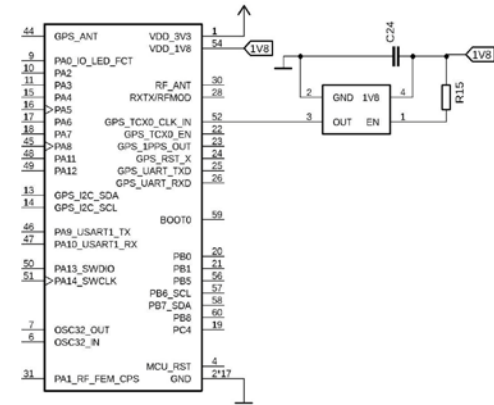 44 GPS_ANT VDD_3V3 1
VDD_1V8 54 1V8
9 PA0_IO_LED_FCT
10 PA2
11 PA3 RF_ANT 30
15 PA4 RXTX/RFMOD 28
16 PA5
17 PA6 GPS_TCX0_CLK_IN 52
18 PA7 GPS_TCX0_EN 22
45 PA8 GPS_1PPS_OUT 23
48 PA11 GPS_RST_X 24
49 PA12 GPS_UART_TXD 25
GPS_UART_RXD 26
13 GPS_I2C_SDA
14 GPS_I2C_SCL
BOOT0 59
46 PA9_USART1_TX
47 PA10_USART1_RX
PB0 20
50 PA13_SWDIO PB1 21
51 PA14_SWCLK PB5 56
PB6_SCL 57
PB7_SDA 58
PB8 60
7 OSC32_OUT PC4 19
6 OSC32_IN
MCU_RST 4
31 PA1_RF_FEM_CPS GND 2*17
C24
1V8
R15
2 GND 1V8 4
3 OUT EN 1